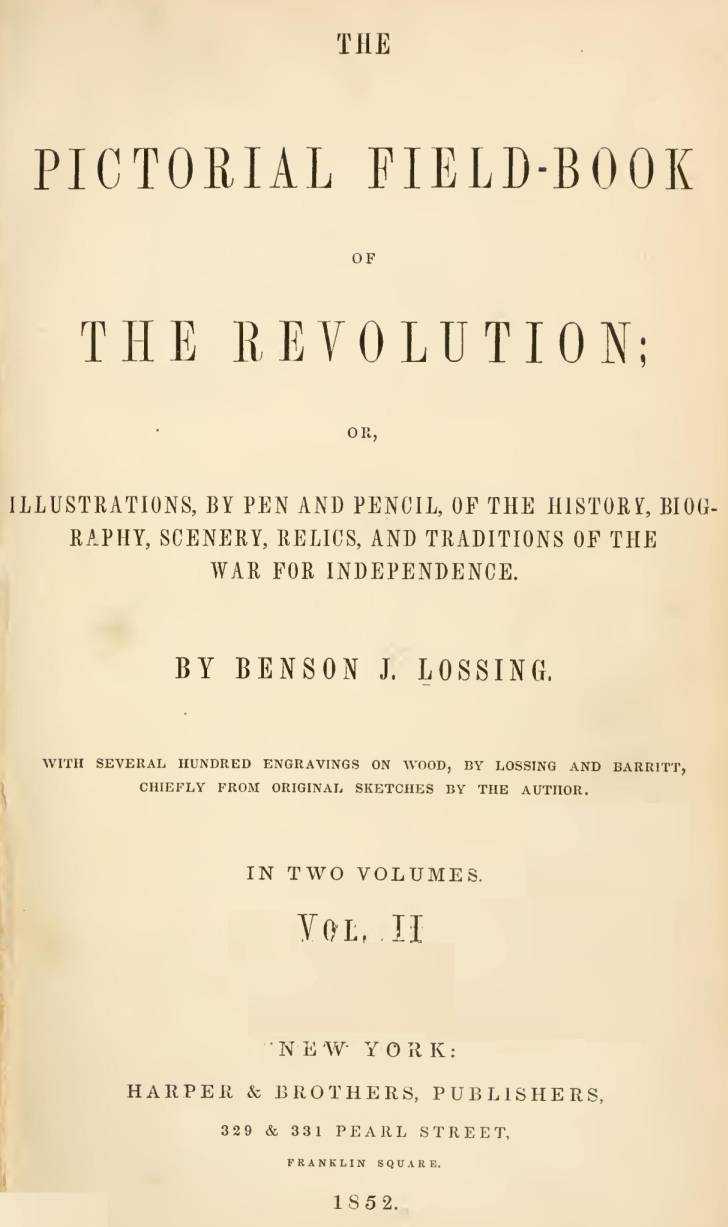 THE
PICTORIAL FIELD-BOOK
OF
THE REVOLUTION;
OR,
ILLUSTRATIONS, BY PEN AND PENCIL, OF THE HISTORY, BIOG-
RAPHY, SCENERY, RELICS, AND TRADITIONS OF THE
WAR FOR INDEPENDENCE.
BY BENSON J. LOSSING.
WITH SEVERAL HUNDRED ENGRAVINGS ON WOOD, BY LOSSING AND BARRITT,
CHIEFLY FROM ORIGINAL SKETCHES BY THE AUTHOR.
IN TWO VOLUMES.
VOL. II
NEW YORK:
HARPER & BROTHERS, PUBLISHERS,
329 & 331 PEARL STREET,
FRANKLIN SQUARE.
1852.